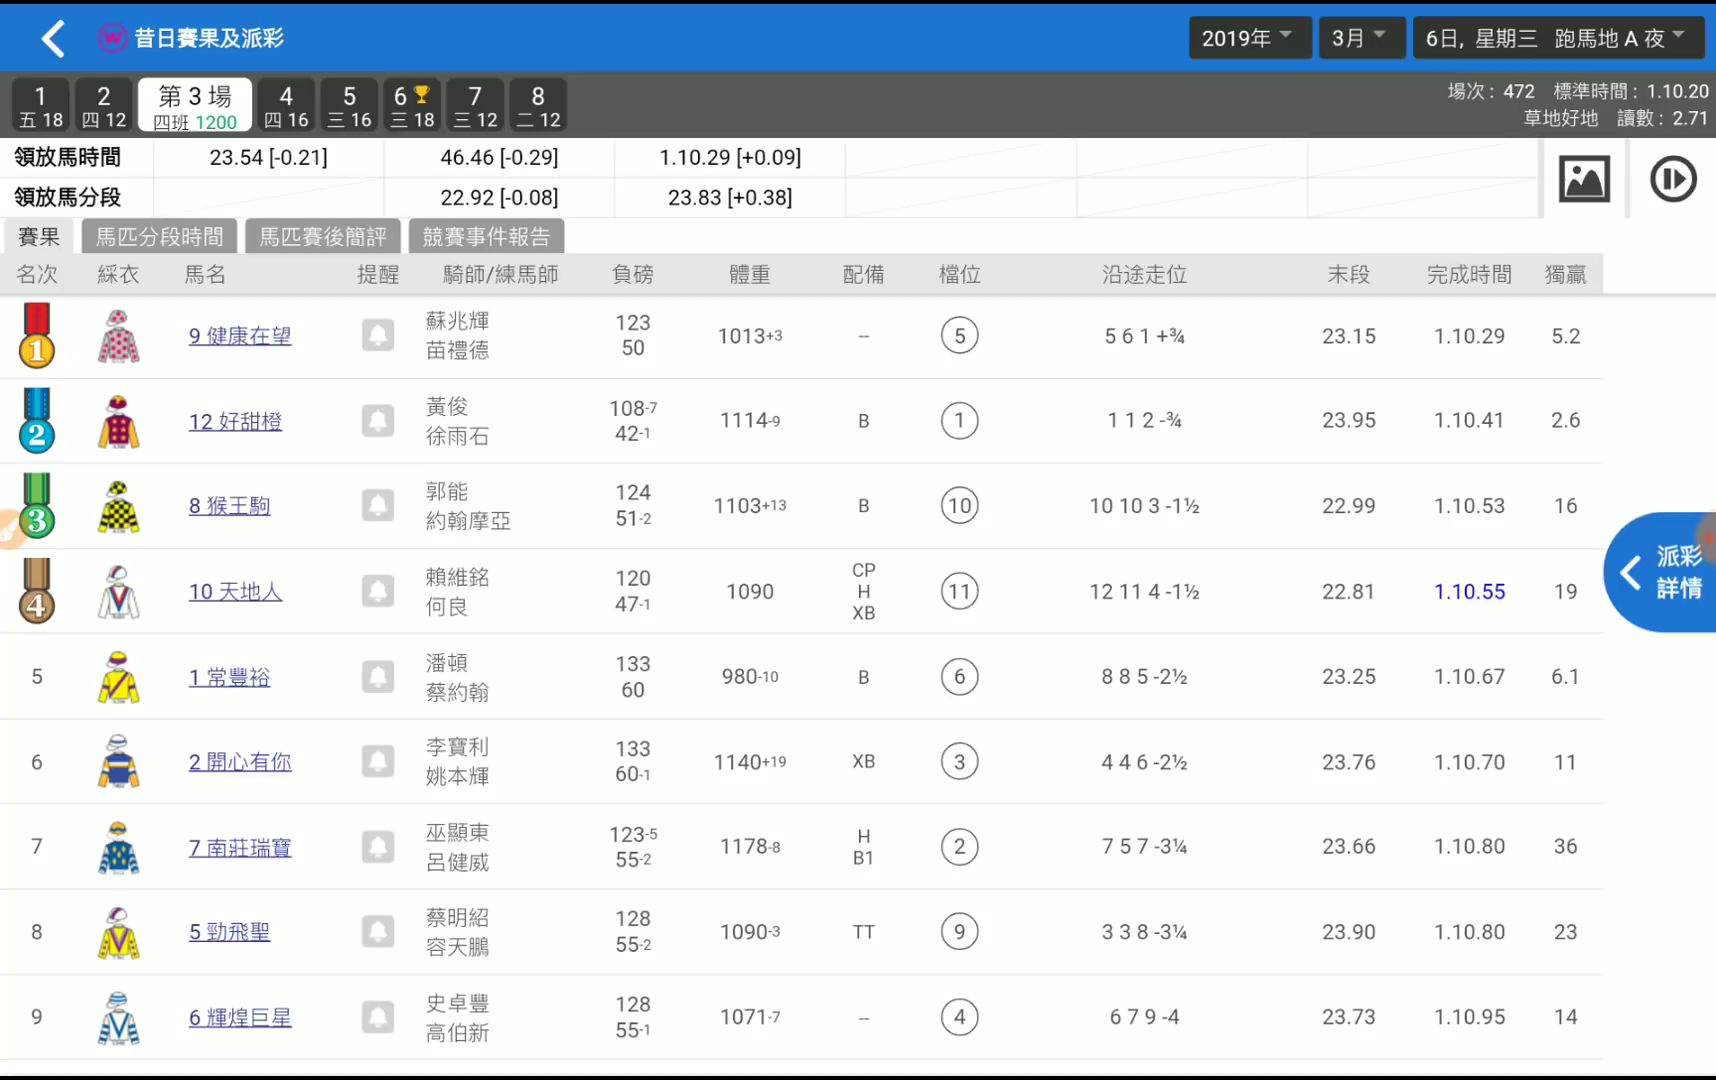 昔日賽果及派彩 2019年 3月 6日, 星期三 跑馬地 A 夜
1 2 第 3 場 4 5 6 7 8
五 18 四 12 四班 1200 四 16 三 16 三 18 三 12 二 12
場次 : 472 標準時間 : 1.10.20
草地好地 讀數 : 2.71
領放馬時間 23.54 [-0.21] 46.46 [-0.29] 1.10.29 [+0.09]
領放馬分段 22.92 [-0.08] 23.83 [+0.38]
賽果 馬匹分段時間 馬匹賽後簡評 競賽事件報告
名次 綵衣 馬名 提醒 騎師/練馬師 負磅 體重 配備 檔位 沿途走位 末段 完成時間 獨贏
1 9 健康在望 蘇兆輝 苗禮德 123 50 1013+3 -- 5 5 6 1 +¾ 23.15 1.10.29 5.2
2 12 好甜橙 黃俊 徐雨石 108-7 42-1 1114-9 B 1 1 1 2 -¾ 23.95 1.10.41 2.6
3 8 猴王駒 郭能 約翰摩亞 124 51-2 1103+13 B 10 10 10 3 -1½ 22.99 1.10.53 16
4 10 天地人 賴維銘 何良 120 47-1 1090 CP H XB 11 12 11 4 -1½ 22.81 1.10.55 19
5 1 常豐裕 潘頓 蔡約翰 133 60 980-10 B 6 8 8 5 -2½ 23.25 1.10.67 6.1
6 2 開心有你 李寶利 姚本輝 133 60-1 1140+19 XB 3 4 4 6 -2½ 23.76 1.10.70 11
7 7 南莊瑞寶 巫顯東 呂健威 123-5 55-2 1178-8 H B1 2 7 5 7 -3¼ 23.66 1.10.80 36
8 5 勁飛聖 蔡明紹 容天鵬 128 55-2 1090-3 TT 9 3 3 8 -3¼ 23.90 1.10.80 23
9 6 輝煌巨星 史卓豐 高伯新 128 55-1 1071-7 -- 4 6 7 9 -4 23.73 1.10.95 14
派彩
詳情